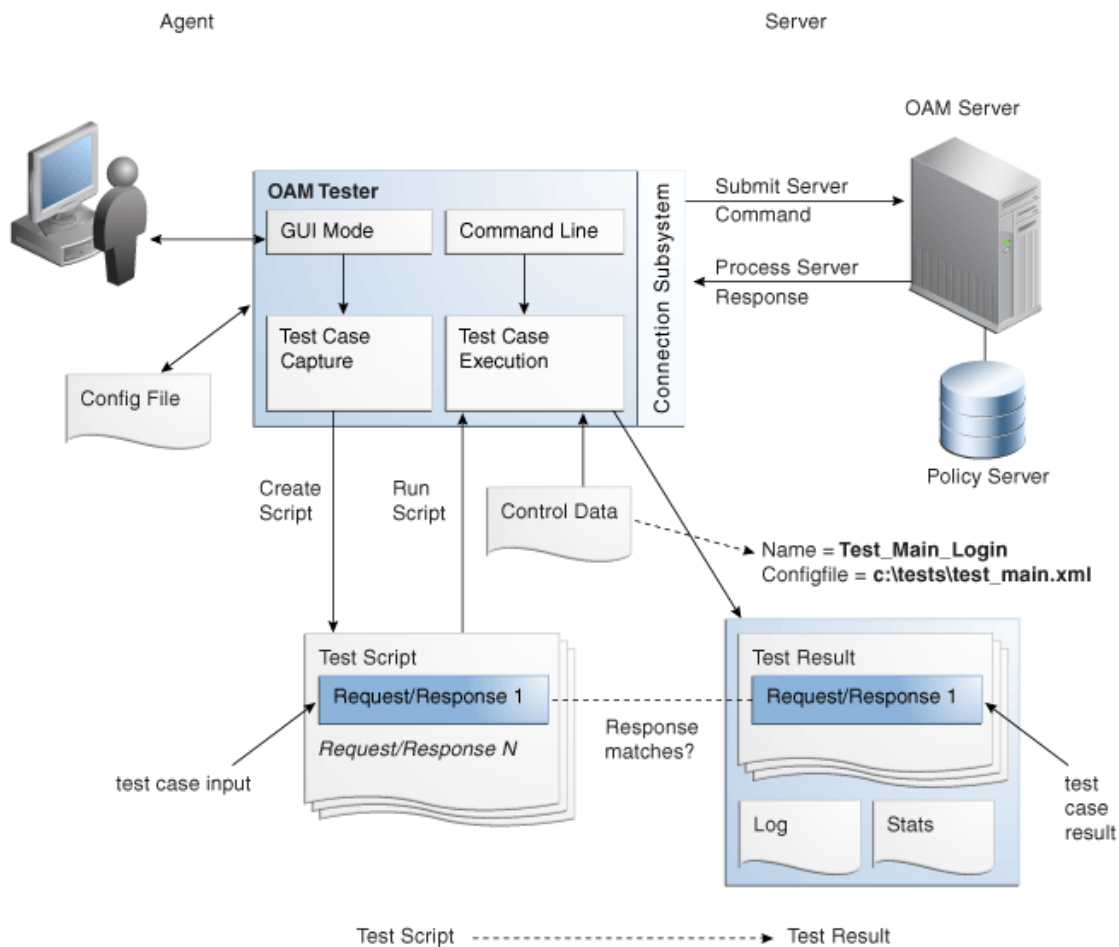 Agent
Server
OAM Server
OAM Tester
GUI Mode
Command Line
Test Case
Capture
Test Case
Execution
Connection Subsystem
Submit Server
Command
Process Server
Response
Config File
Policy Server
Create
Script
Run
Script
Control Data
Name = Test_Main_Login
Configfile = c:\tests\test_main.xml
Test Script
Request/Response 1
Request/Response N
test case input
Response
matches?
Test Result
Request/Response 1
Log
Stats
test
case
result
Test Script
Test Result